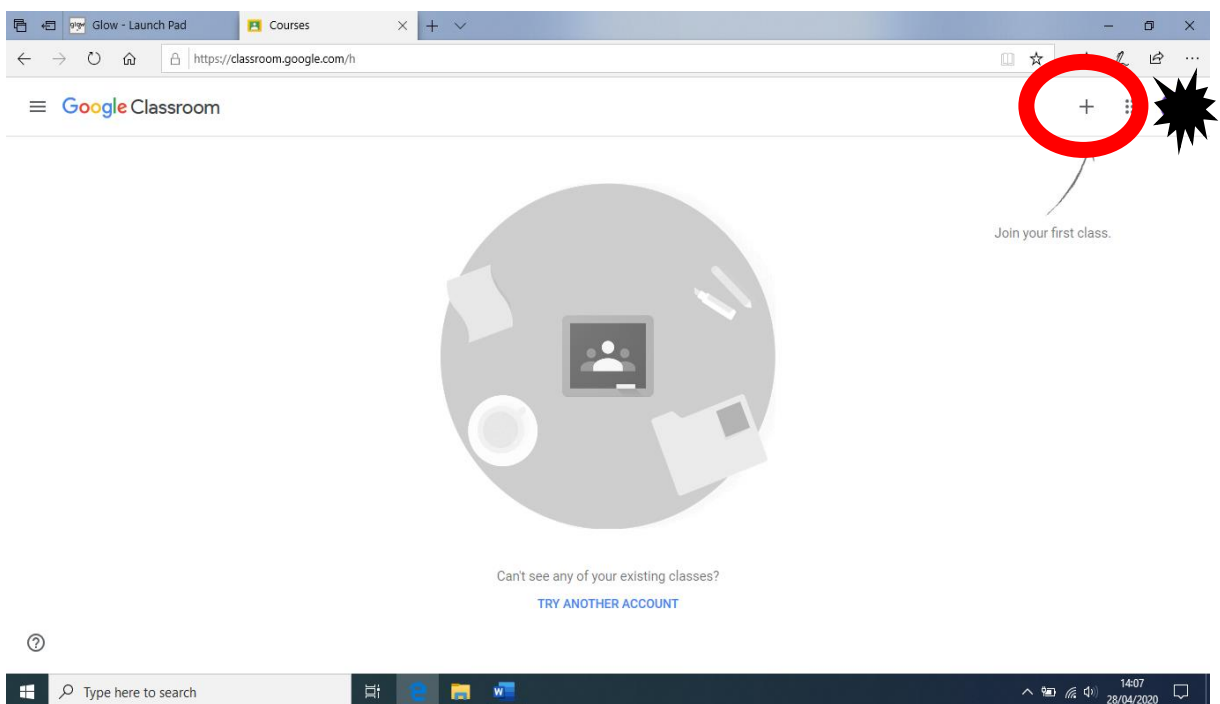 Glow - Launch Pad
Courses
https://classroom.google.com/h
Google Classroom
Join your first class.
Can't see any of your existing classes?
TRY ANOTHER ACCOUNT
Type here to search
14:07
28/04/2020